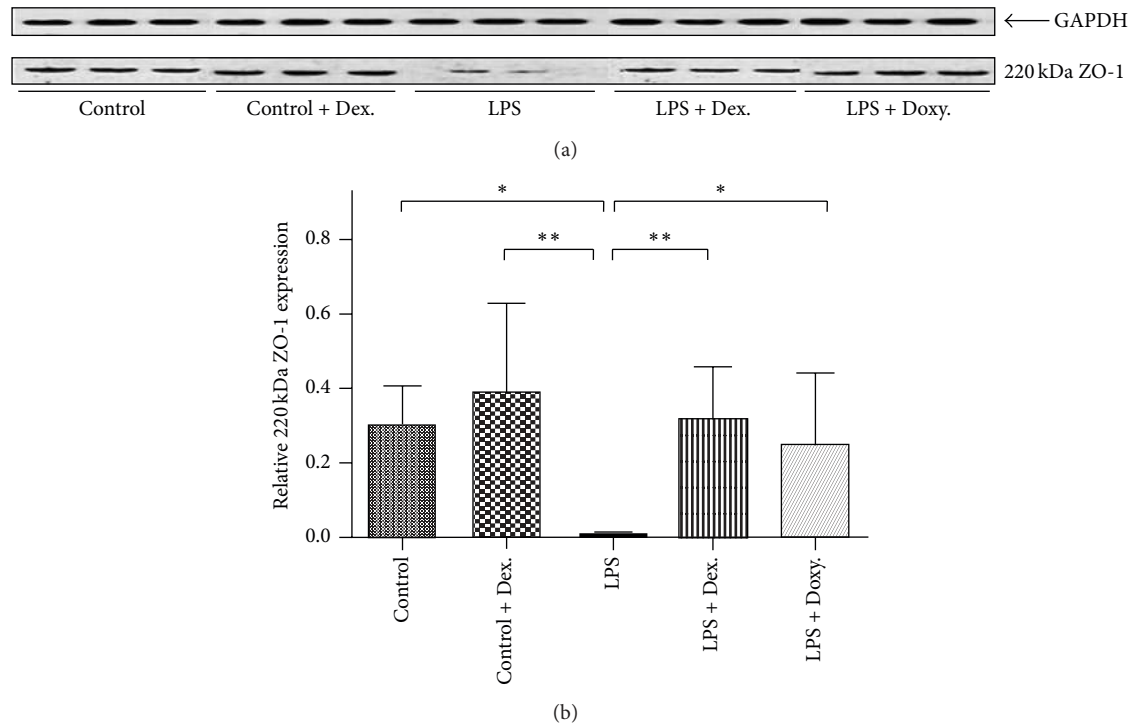 GAPDH
220 kDa ZO-1
Control Control + Dex. LPS LPS + Dex. LPS + Doxy.
(a)
Relative 220 kDa ZO-1 expression
0.8
0.6
0.4
0.2
0.0
* *
** **
Control
Control + Dex.
LPS
LPS + Dex.
LPS + Doxy.
(b)